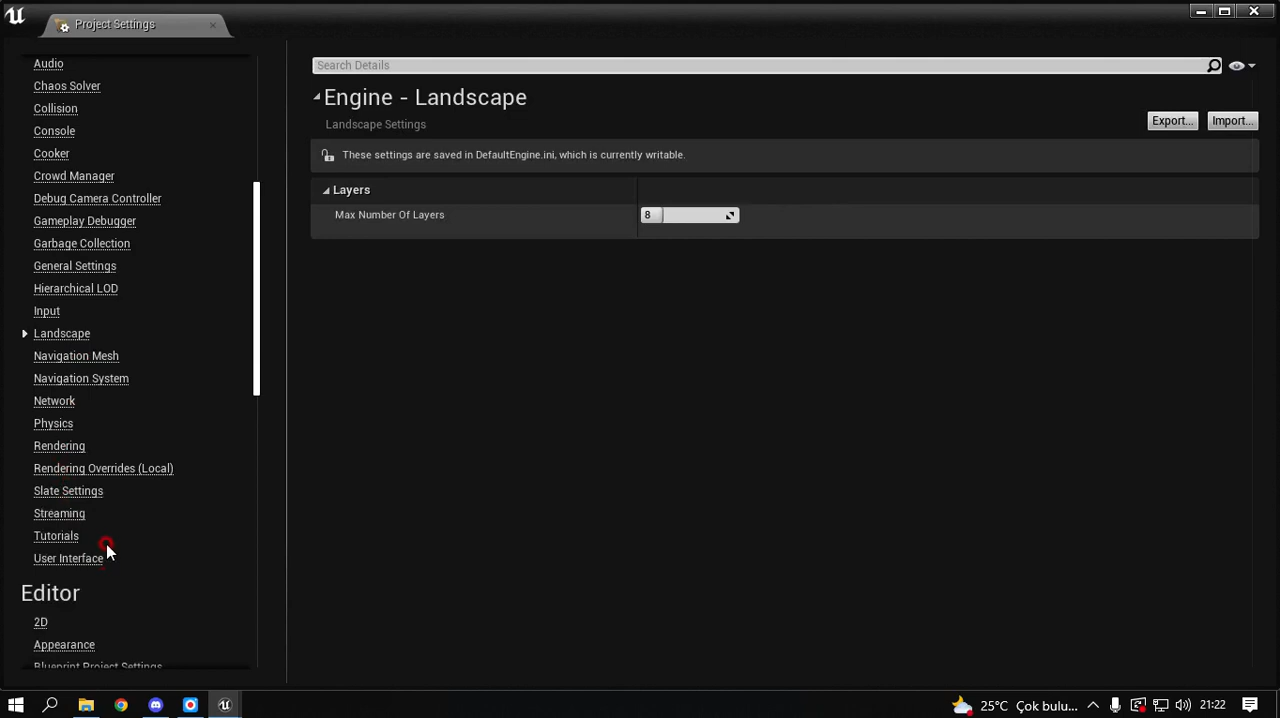 Project Settings
Audio
Chaos Solver
Collision
Console
Cooker
Crowd Manager
Debug Camera Controller
Gameplay Debugger
Garbage Collection
General Settings
Hierarchical LOD
Input
Landscape
Navigation Mesh
Navigation System
Network
Physics
Rendering
Rendering Overrides (Local)
Slate Settings
Streaming
Tutorials
User Interface
Editor
2D
Appearance
Blueprint Project Settings
Search Details
Engine - Landscape
Landscape Settings
Export...
Import...
These settings are saved in DefaultEngine.ini, which is currently writable.
Layers
Max Number Of Layers
8
25°C Çok bulu...
21:22